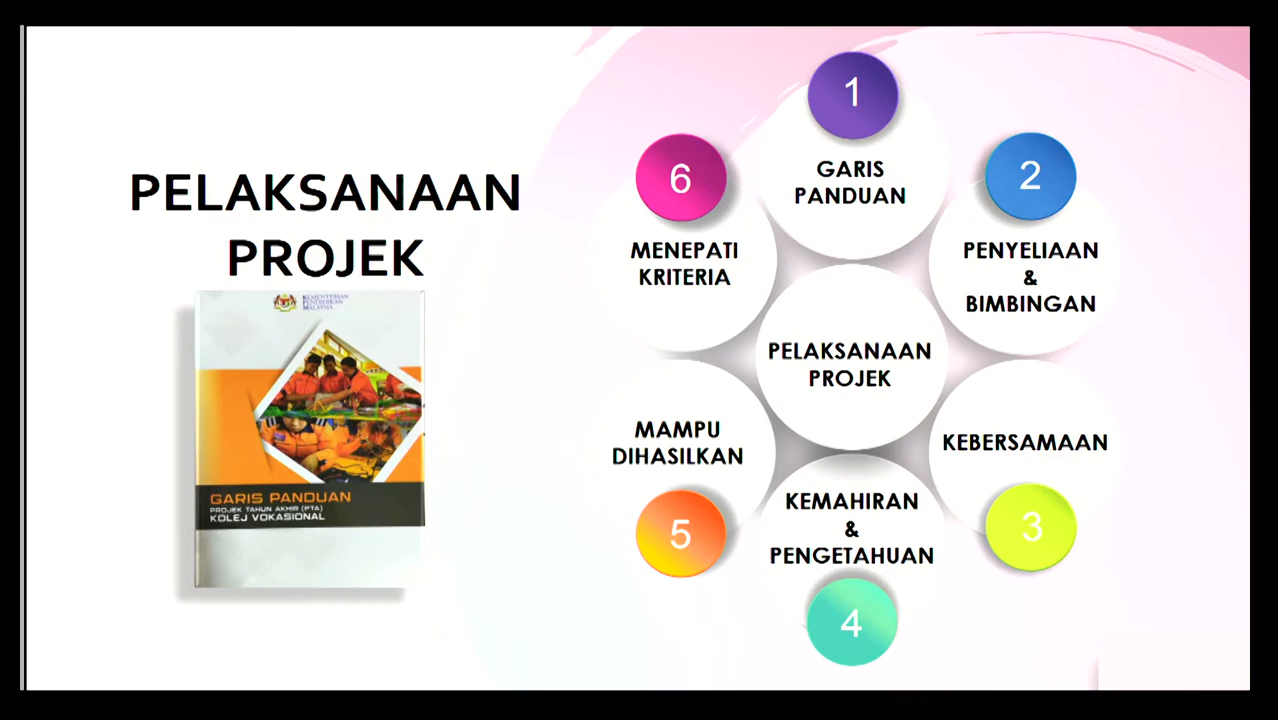 PELAKSANAAN
PROJEK
KEMENTERIAN
PENDIDIKAN
MALAYSIA
GARIS PANDUAN
PROJEK TAHUN AKHIR (PTA)
KOLEJ VOKASIONAL
1
GARIS
PANDUAN
2
PENYELIAAN
&
BIMBINGAN
KEBERSAMAAN
3
KEMAHIRAN
&
PENGETAHUAN
4
MAMPU
DIHASILKAN
5
6
MENEPATI
KRITERIA
PELAKSANAAN
PROJEK